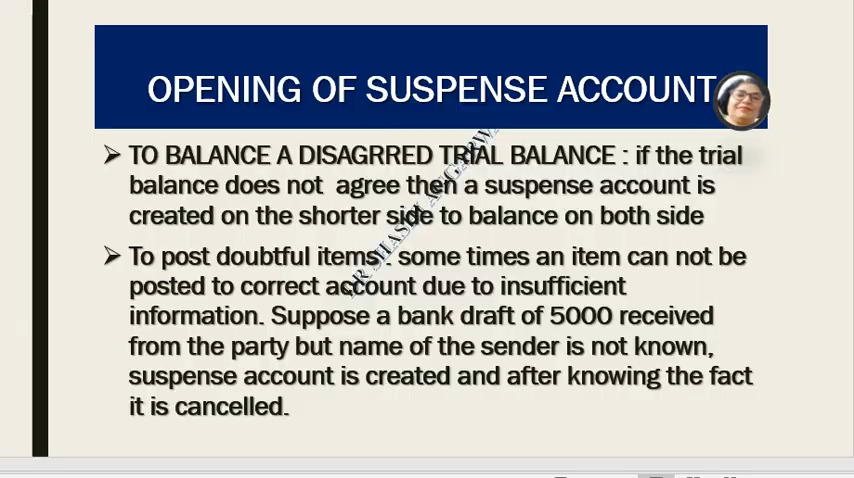 OPENING OF SUSPENSE ACCOUNT
➢ TO BALANCE A DISAGRRED TRIAL BALANCE : if the trial
balance does not agree then a suspense account is
created on the shorter side to balance on both side
➢ To post doubtful items : some times an item can not be
posted to correct account due to insufficient
information. Suppose a bank draft of 5000 received
from the party but name of the sender is not known,
suspense account is created and after knowing the fact
it is cancelled.